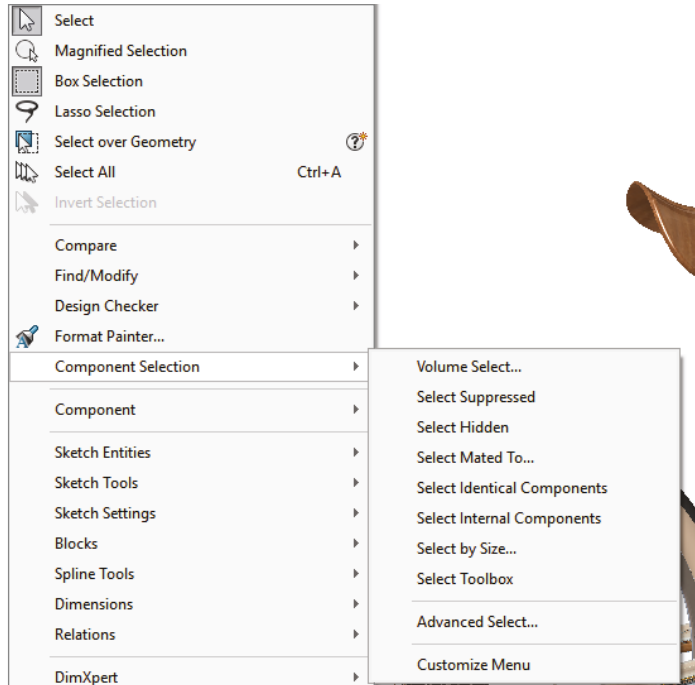 Select
Magnified Selection
Box Selection
Lasso Selection
Select over Geometry
Select All Ctrl+A
Invert Selection
Compare
Find/Modify
Design Checker
Format Painter...
Component Selection
Component
Sketch Entities
Sketch Tools
Sketch Settings
Blocks
Spline Tools
Dimensions
Relations
DimXpert
Volume Select...
Select Suppressed
Select Hidden
Select Mated To...
Select Identical Components
Select Internal Components
Select by Size...
Select Toolbox
Advanced Select...
Customize Menu